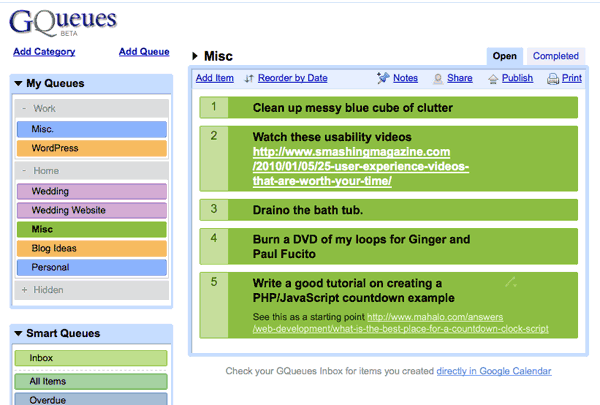 GQueues
BETA
Add Category Add Queue
My Queues
- Work
Misc.
WordPress
- Home
Wedding
Wedding Website
Misc
Blog Ideas
Personal
+ Hidden
Smart Queues
Inbox
All Items
Overdue
Misc
Open Completed
Add Item Reorder by Date Notes Share Publish Print
1 Clean up messy blue cube of clutter
2 Watch these usability videos
http://www.smashingmagazine.com
/2010/01/05/25-user-experience-videos-
that-are-worth-your-time/
3 Draino the bath tub.
4 Burn a DVD of my loops for Ginger and
Paul Fucito
5 Write a good tutorial on creating a
PHP/JavaScript countdown example
See this as a starting point http://www.mahalo.com/answers
/web-development/what-is-the-best-place-for-a-countdown-clock-script
Check your GQueues Inbox for items you created directly in Google Calendar